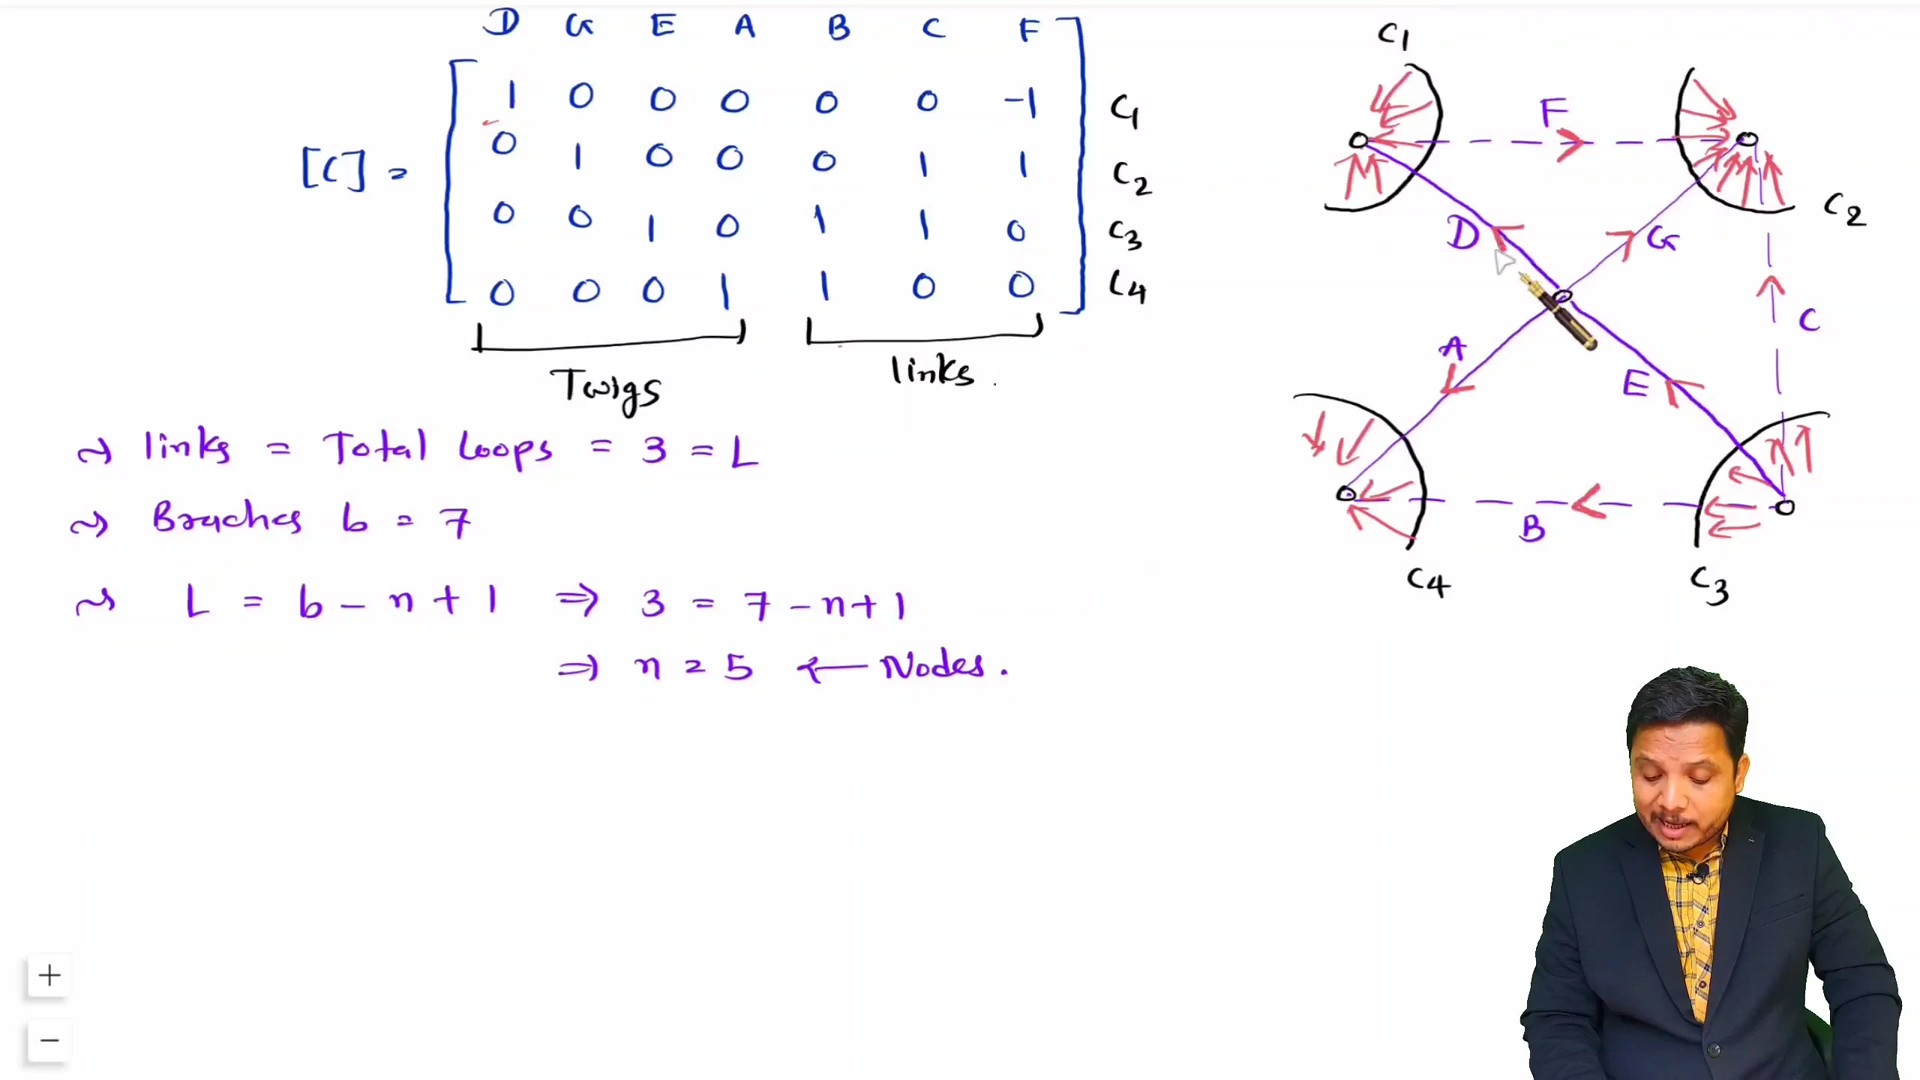 D G E A B C F
1 0 0 0 0 0 -1 C1
[C] = 0 1 0 0 0 1 1 C2
0 0 1 0 1 1 0 C3
0 0 0 1 1 0 0 C4
Twigs links .
~> links = Total Loops = 3 = L
~> Braches b = 7
~> L = b - n + 1 => 3 = 7 - n + 1
=> n = 5 <- Nodes.
C1
F
C2
D G
C
A
E
B
C4 C3
+
-